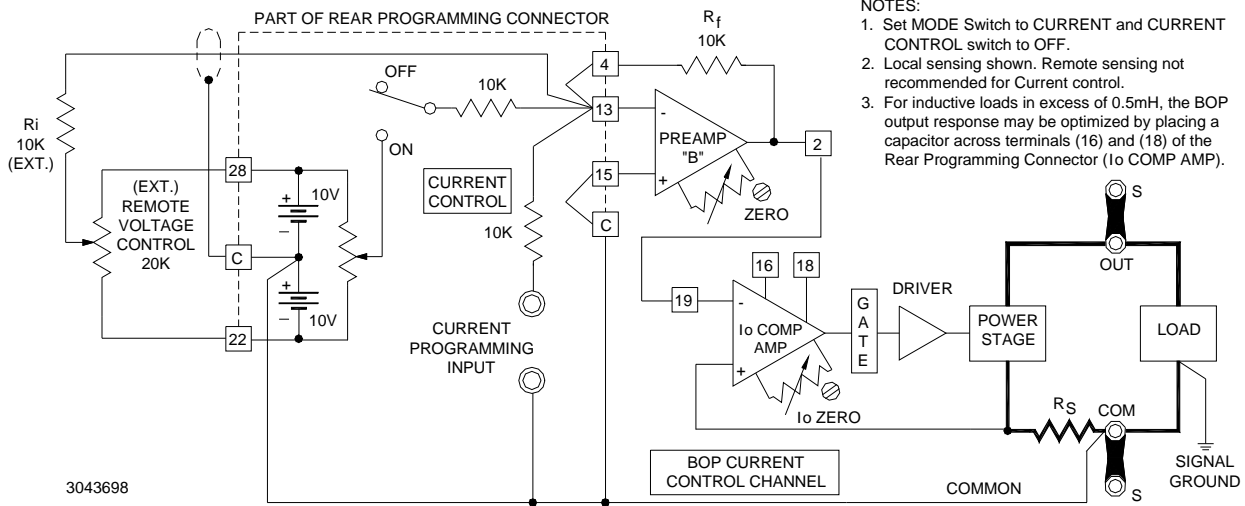 NOTES:
1. Set MODE Switch to CURRENT and CURRENT
CONTROL switch to OFF.
2. Local sensing shown. Remote sensing not
recommended for Current control.
3. For inductive loads in excess of 0.5mH, the BOP
output response may be optimized by placing a
capacitor across terminals (16) and (18) of the
Rear Programming Connector (Io COMP AMP).
PART OF REAR PROGRAMMING CONNECTOR
Rf
10K
4
OFF
10K
13
-
PREAMP
"B"
+
2
Ri
10K
(EXT.)
ON
15
ZERO
28
(EXT.)
REMOTE
VOLTAGE
CONTROL
20K
+
10V
–
CURRENT
CONTROL
10K
C
C
+
10V
–
22
CURRENT
PROGRAMMING
INPUT
16
18
19
-
Io COMP
AMP
+
Io ZERO
GATE
DRIVER
POWER
STAGE
S
OUT
LOAD
RS
COM
S
SIGNAL
GROUND
BOP CURRENT
CONTROL CHANNEL
COMMON
3043698